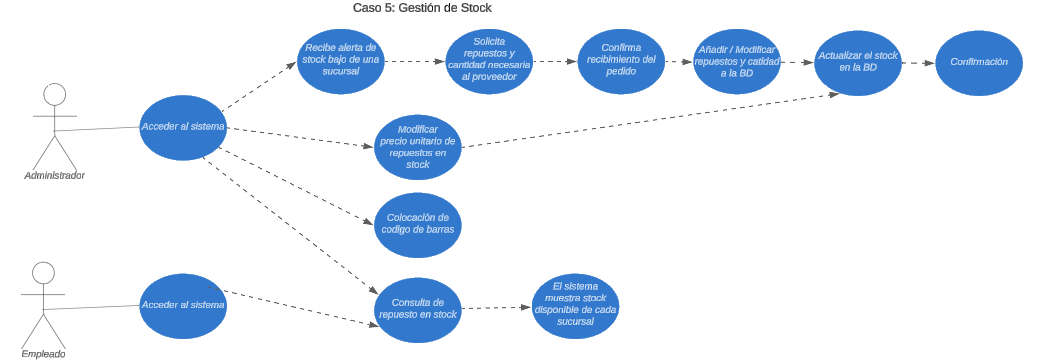 Caso 5: Gestión de Stock
Recibe alerta de
stock bajo de una
sucursal
Solicita
repuestos y
cantidad necesaria
al proveedor
Confirma
recibimiento del
pedido
Añadir / Modificar
repuestos y catidad
a la BD
Actualizar el stock
en la BD
Confirmación
Acceder al sistema
Administrador
Modificar
precio unitario de
repuestos en
stock
Colocación de
codigo de barras
Acceder al sistema
Empleado
Consulta de
repuesto en stock
El sistema
muestra stock
disponible de cada
sucursal